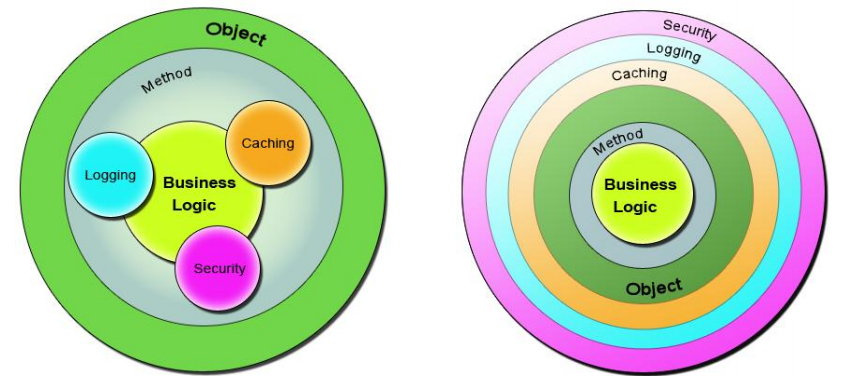 Object
Method
Caching
Logging
Business
Logic
Security
Security
Logging
Caching
Method
Business
Logic
Object